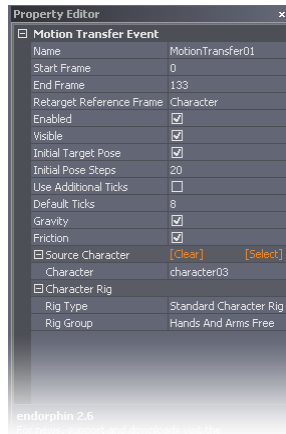 Property Editor ×
Motion Transfer Event
Name MotionTransfer01
Start Frame 0
End Frame 133
Retarget Reference Frame Character
Enabled
Visible
Initial Target Pose
Initial Pose Steps 20
Use Additional Ticks
Default Ticks 8
Gravity
Friction
Source Character [Clear] [Select]
Character character03
Character Rig
Rig Type Standard Character Rig
Rig Group Hands And Arms Free
endorphin 2.6